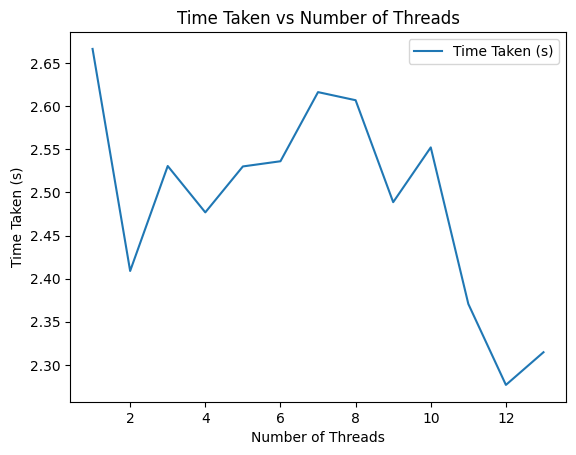 Time Taken vs Number of Threads
Time Taken (s)
2.65
2.60
2.55
2.50
2.45
2.40
2.35
2.30
Time Taken (s)
2 4 6 8 10 12
Number of Threads